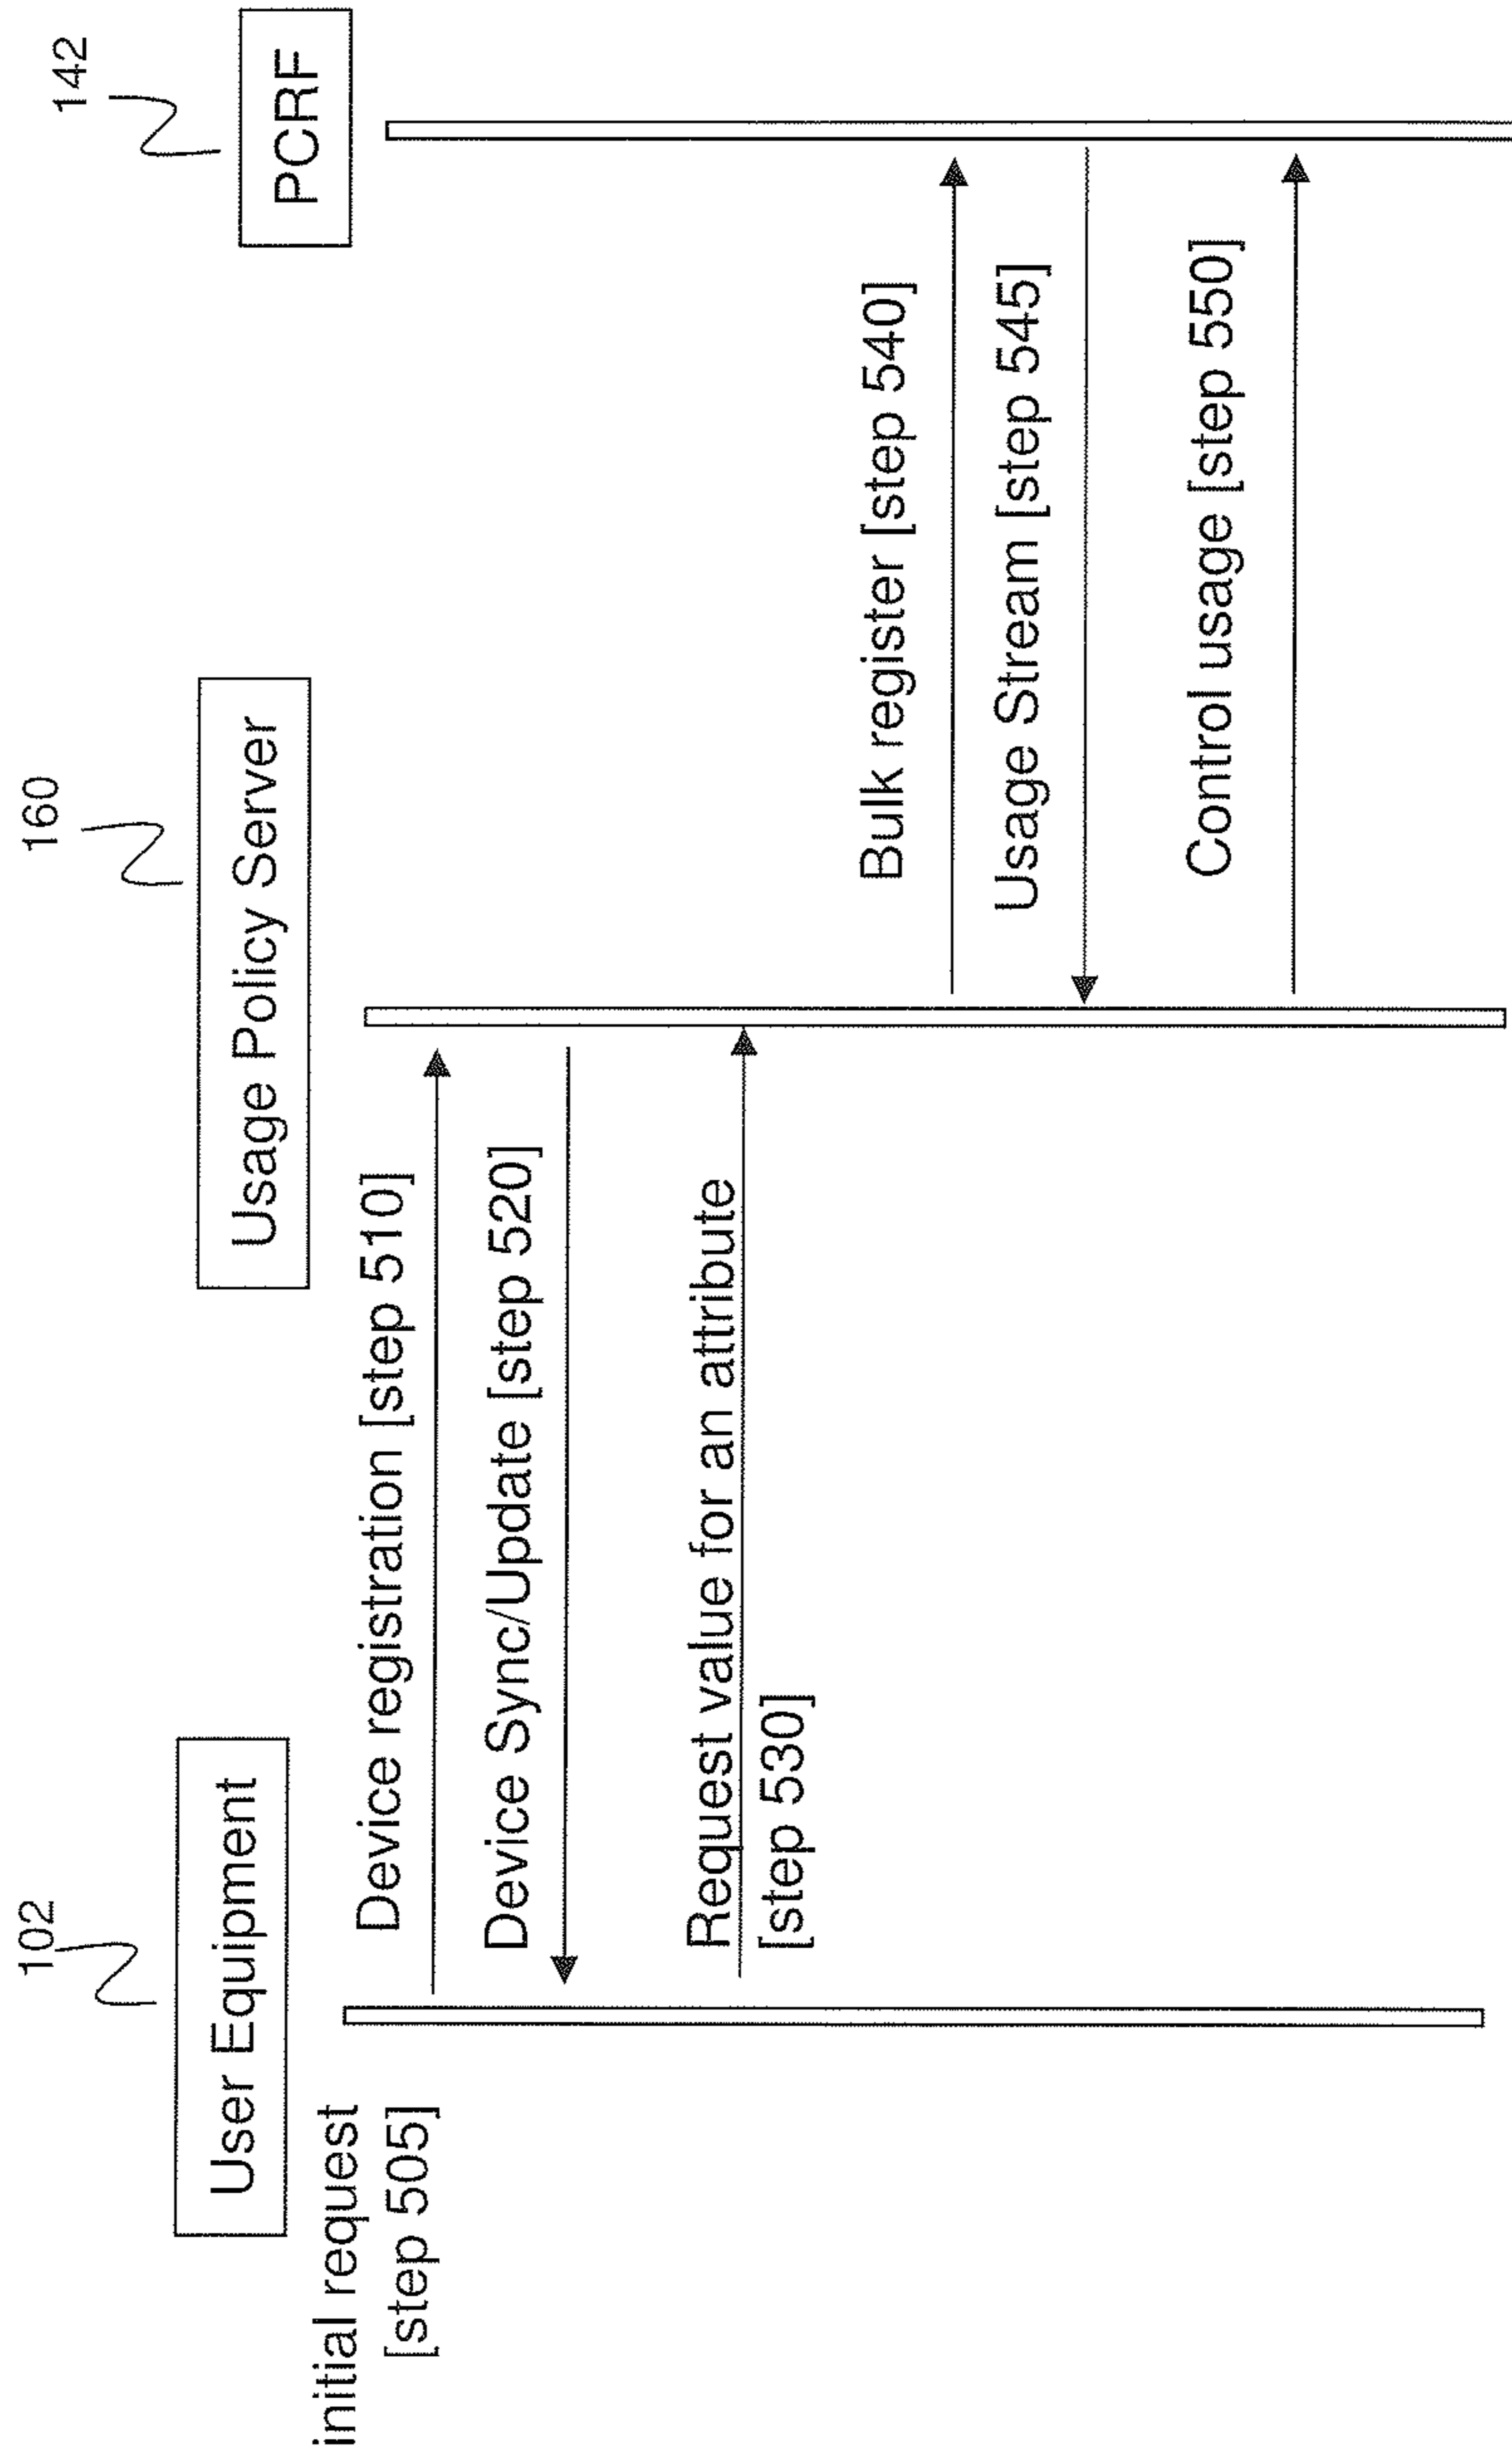 102
160
142
User Equipment
Usage Policy Server
PCRF
initial request
[step 505]
Device registration [step 510]
Device Sync/Update [step 520]
Request value for an attribute
[step 530]
Bulk register [step 540]
Usage Stream [step 545]
Control usage [step 550]